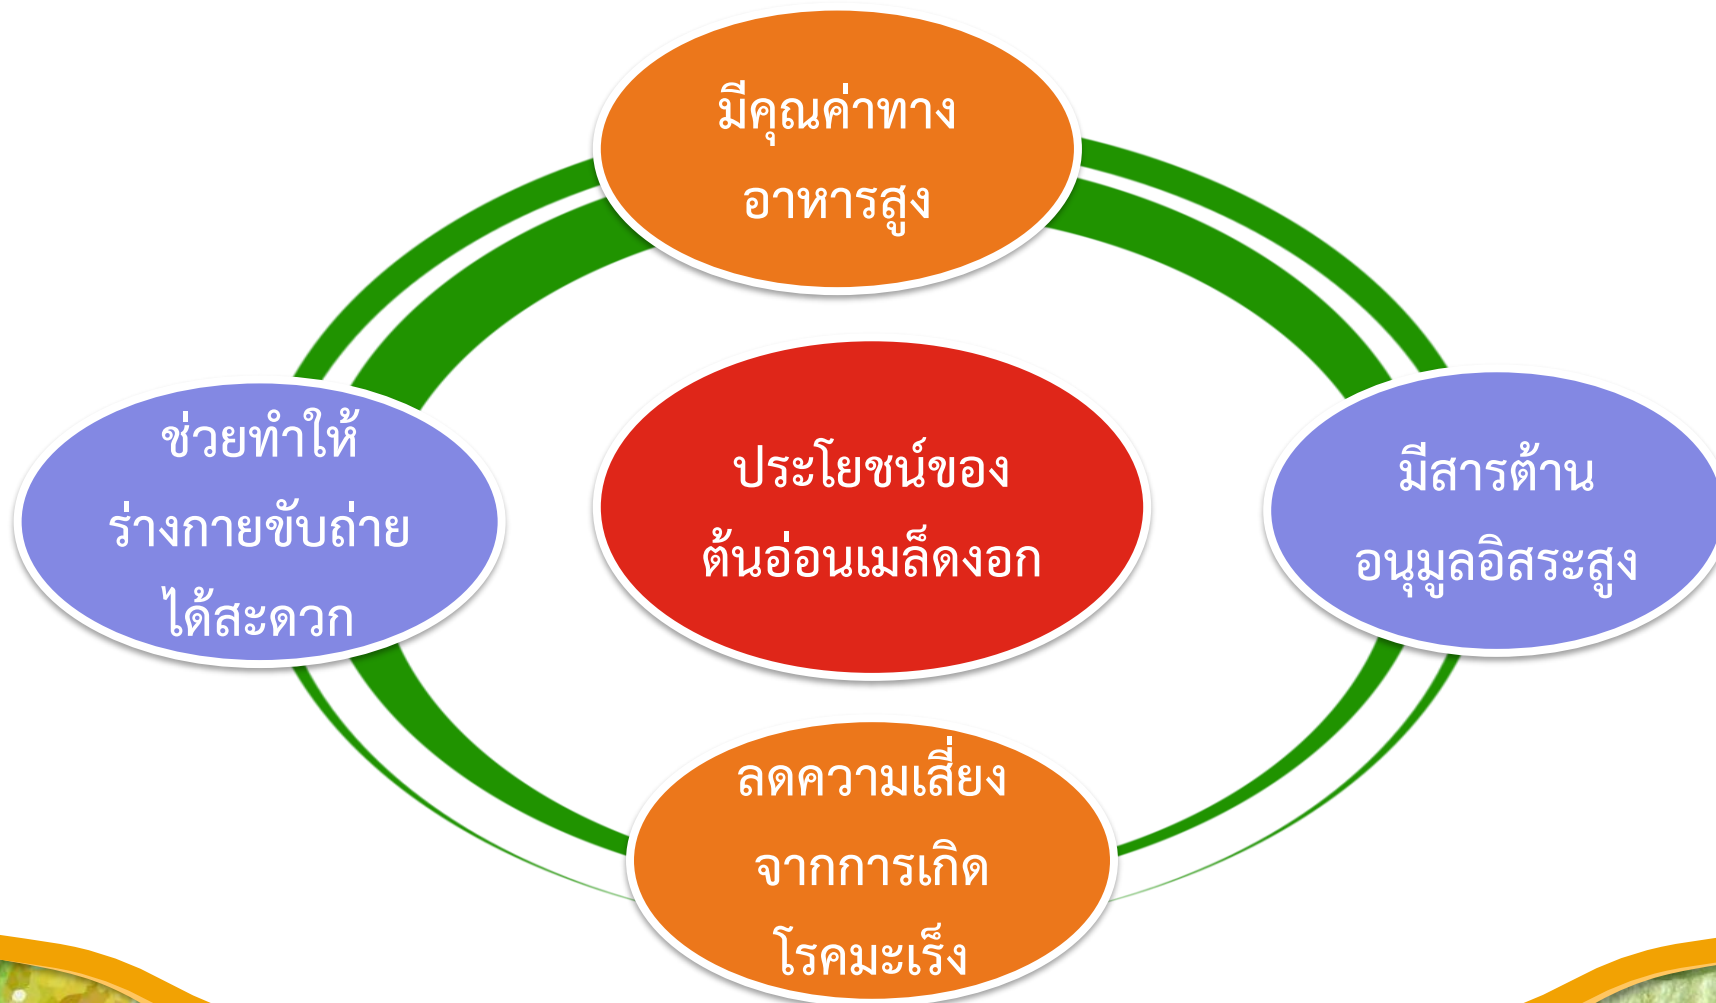 มีคุณค่าทาง
อาหารสูง
ช่วยทำให้
ร่างกายขับถ่าย
ได้สะดวก
ประโยชน์ของ
ต้นอ่อนเมล็ดงอก
มีสารต้าน
อนุมูลอิสระสูง
ลดความเสี่ยง
จากการเกิด
โรคมะเร็ง